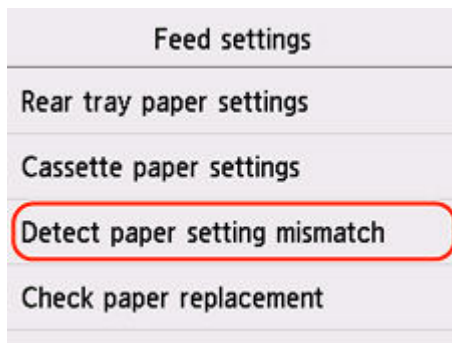 Feed settings
Rear tray paper settings
Cassette paper settings
Detect paper setting mismatch
Check paper replacement